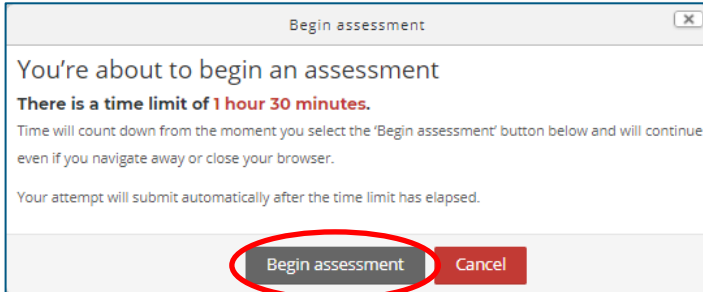 Begin assessment
You're about to begin an assessment
There is a time limit of 1 hour 30 minutes.
Time will count down from the moment you select the ‘Begin assessment’ button below and will continue
even if you navigate away or close your browser.
Your attempt will submit automatically after the time limit has elapsed.
Begin assessment Cancel